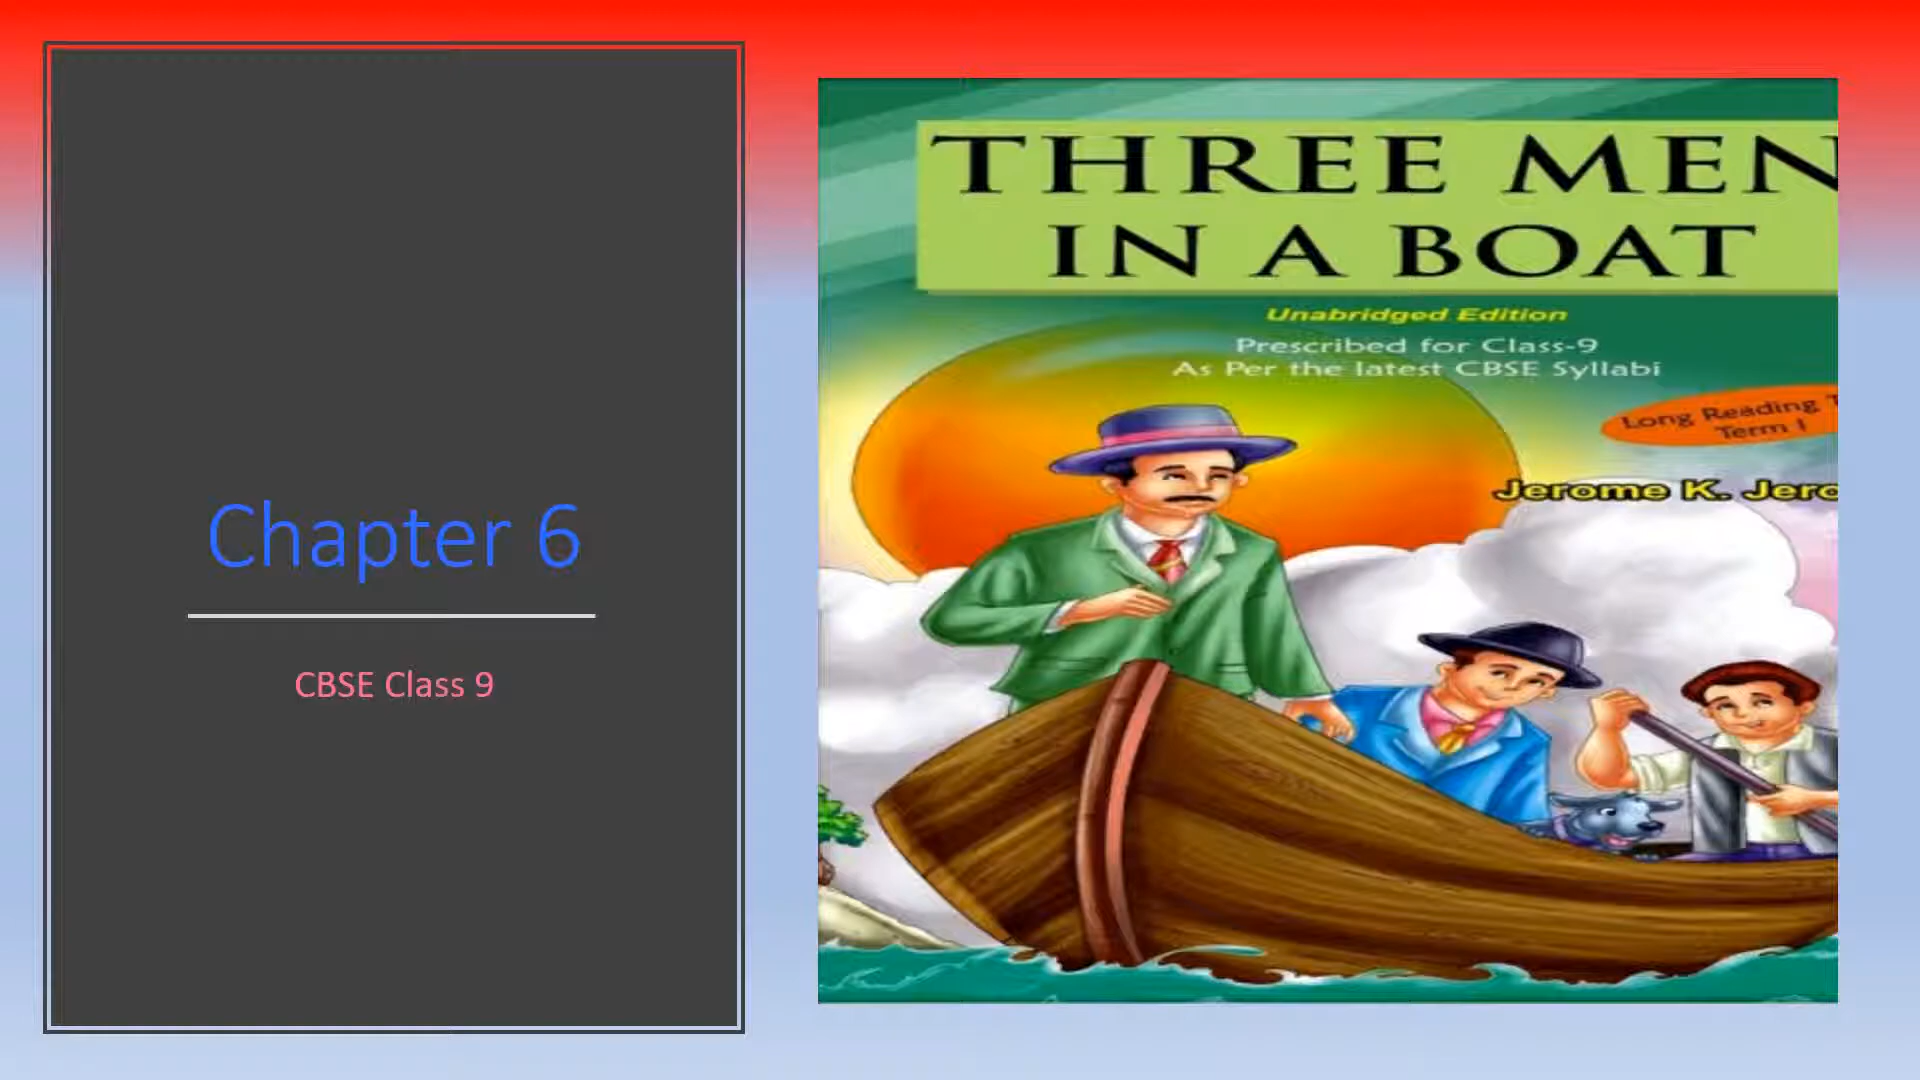 Chapter 6
CBSE Class 9
THREE MEN
IN A BOAT
Unabridged Edition
Prescribed for Class-9
As Per the latest CBSE Syllabi
Long Reading
Term I
Jerome K.